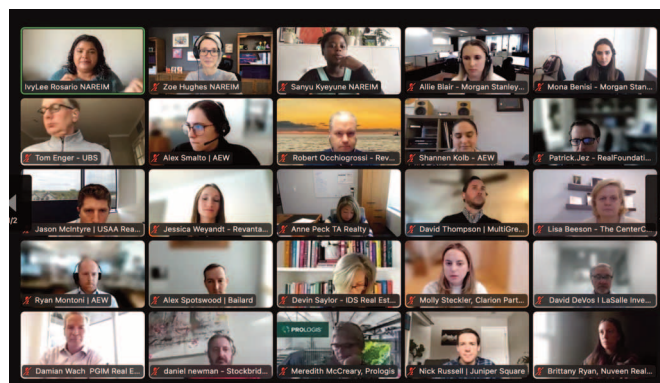 IvyLee Rosario NAREIM
Zoe Hughes NAREIM
Sanyu Kyeyune NAREIM
Allie Blair - Morgan Stanley...
Mona Benisi - Morgan Stan...
Tom Enger - UBS
Alex Smalto | AEW
Robert Occhiogrossi - Rev...
Shannen Kolb - AEW
Patrick.Jez - RealFoundati...
Jason McIntyre | USAA Rea...
Jessica Weyandt - Revanta...
Anne Peck TA Realty
David Thompson | MultiGre...
Lisa Beeson - The CenterC...
/2
Ryan Montoni | AEW
Alex Spotswood | Bailard
Devin Saylor - IDS Real Est...
Molly Steckler, Clarion Part...
David DeVos I LaSalle Inve...
PROLOGIS
Damian Wach PGIM Real E...
daniel newman - Stockbrid...
Meredith McCreary, Prologis
Nick Russell | Juniper Square
Brittany Ryan, Nuveen Real...